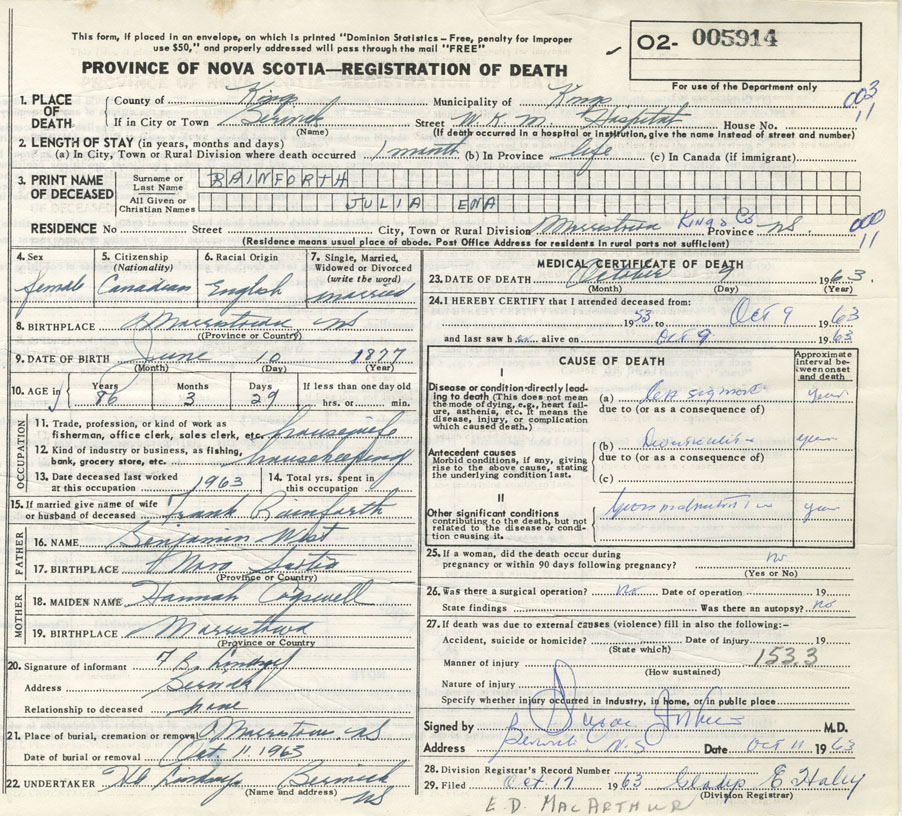 This form, if placed in an envelope, on which is printed "Dominion Statistics – Free, penalty for improper
use $50," and properly addressed will pass through the mail "FREE"
02- 005914
For use of the Department only
PROVINCE OF NOVA SCOTIA—REGISTRATION OF DEATH
003
11
1. PLACE OF DEATH.
County of Kings Municipality of Kings
If in City or Town Berwick Street W. K. M. Hospital House No.
(Name) (If death occurred in a hospital or institution, give the name instead of street and number)
2. LENGTH OF STAY (in years, months and days)
(a) In City, Town or Rural Division where death occurred 1 month (b) In Province life (c) In Canada (if immigrant)
3. PRINT NAME OF DECEASED
Surname or Last Name RAINFORTH
All Given or Christian Names JULIA ENA
RESIDENCE No Street City, Town or Rural Division Morristown Kings Co Province NS
000
11
(Residence means usual place of abode. Post Office Address for residents in rural parts not sufficient)
4. Sex
female
5. Citizenship (Nationality)
Canadian
6. Racial Origin
English
7. Single, Married, Widowed or Divorced (write the word)
married
8. BIRTHPLACE Morristown NS
(Province or Country)
9. DATE OF BIRTH June 10 1877
(Month) (Day) (Year)
10. AGE in
Years Months Days If less than one day old
86 3 29 hrs. or min.
OCCUPATION
11. Trade, profession, or kind of work as
fisherman, office clerk, sales clerk, etc. housewife
12. Kind of industry or business, as fishing,
bank, grocery store, etc. housekeeping
13. Date deceased last worked at this occupation 1963
14. Total yrs. spent in this occupation
15. If married give name of wife
or husband of deceased Frank Rainforth
FATHER
16. NAME Benjamin West
17. BIRTHPLACE Nova Scotia
(Province or Country)
MOTHER
18. MAIDEN NAME Hannah Cogswell
19. BIRTHPLACE Morristown
(Province or Country)
20. Signature of informant F B Lindsay
Address Berwick
Relationship to deceased none
21. Place of burial, cremation or removal Morristown NS
Date of burial or removal Oct 11 1963
22. UNDERTAKER Lindsay Berwick
(Name and address) NS
MEDICAL CERTIFICATE OF DEATH
23. DATE OF DEATH October 9 1963.
(Month) (Day) (Year)
24. I HEREBY CERTIFY that I attended deceased from:
1953 to Oct 9 1963
and last saw her alive on Oct 9 1963
CAUSE OF DEATH
Approximate interval between onset and death
I
Disease or condition-directly leading to death (This does not mean the mode of dying, e.g., heart failure, asthenia, etc. It means the disease, injury, or complication which caused death.)
(a) Ca sigmoid year
due to (or as a consequence of)
Antecedent causes
Morbid conditions, if any, giving rise to the above cause, stating the underlying condition last.
(b) Diverticulitis year
due to (or as a consequence of)
(c)
II
Other significant conditions
contributing to the death, but not related to the disease or condition causing it.
malnutrition year
25. If a woman, did the death occur during
pregnancy or within 90 days following pregnancy? no
(Yes or No)
26. Was there a surgical operation? no Date of operation 19
State findings Was there an autopsy? no
27. If death was due to external causes (violence) fill in also the following:–
Accident, suicide or homicide? Date of injury 19
(State which)
153.3
Manner of injury
(How sustained)
Nature of injury
Specify whether injury occurred in Industry, in home, or in public place
Signed by M.D.
Address Berwick N.S Date Oct 11 1963
28. Division Registrar's Record Number
29. Filed Oct 17 1963 Gladys E Haley
(Division Registrar)
E.D. MACARTHUR